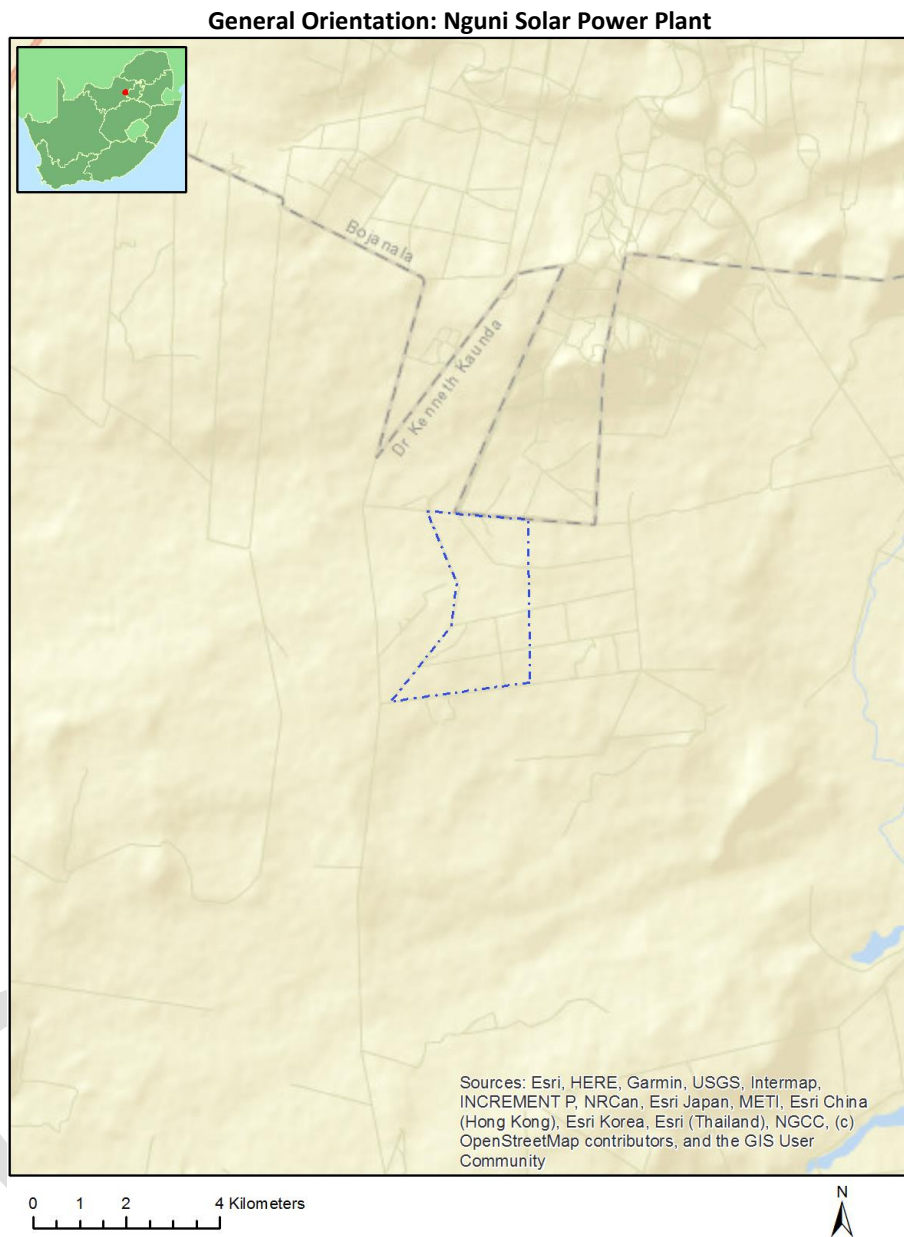 General Orientation: Nguni Solar Power Plant
Bojanala
Dr Kenneth Kaunda
Sources: Esri, HERE, Garmin, USGS, Intermap,
INCREMENT P, NRCan, Esri Japan, METI, Esri China
(Hong Kong), Esri Korea, Esri (Thailand), NGCC, (c)
OpenStreetMap contributors, and the GIS User
Community
0 1 2 4 Kilometers
N